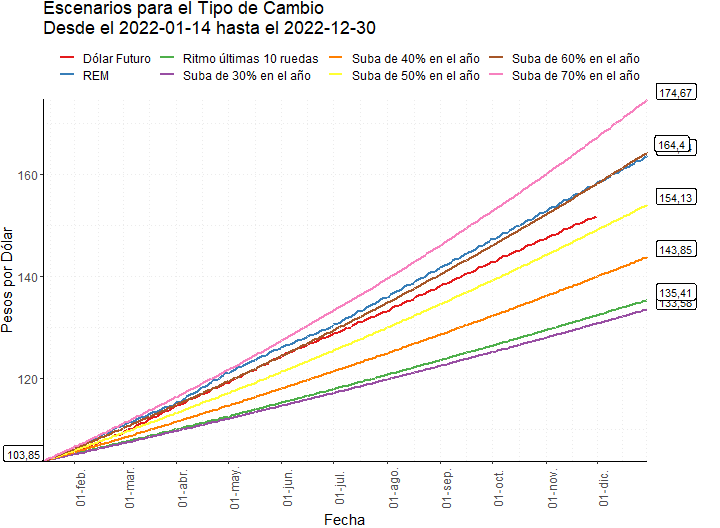 Escenarios para el Tipo de Cambio
Desde el 2022-01-14 hasta el 2022-12-30
Dólar Futuro
Ritmo últimas 10 ruedas
Suba de 40% en el año
Suba de 60% en el año
REM
Suba de 30% en el año
Suba de 50% en el año
Suba de 70% en el año
174,67
164,4
154,13
143,85
135,41
133,58
103,85
160
140
120
Pesos por Dólar
01-feb.
01-mar.
01-abr.
01-may.
01-jun.
01-jul.
01-ago.
01-sep.
01-oct.
01-nov.
01-dic.
Fecha